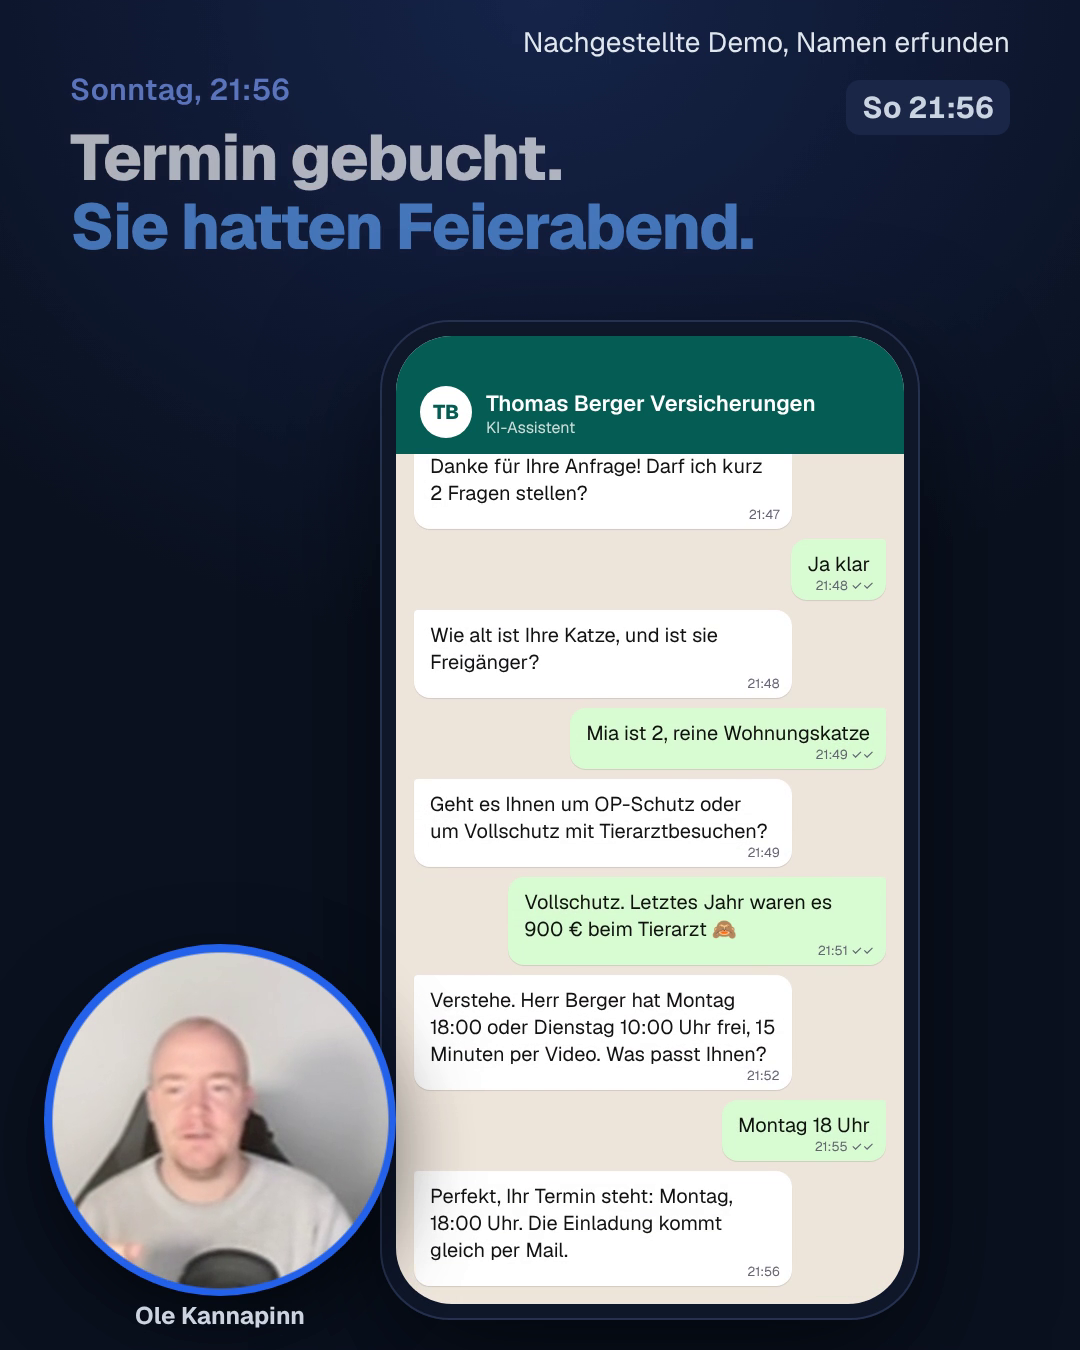 Nachgestellte Demo, Namen erfunden
Sonntag, 21:56
So 21:56
Termin gebucht.
Sie hatten Feierabend.
TB
Thomas Berger Versicherungen
KI-Assistent
Danke für Ihre Anfrage! Darf ich kurz
2 Fragen stellen?
21:47
Ja klar
21:48 ✓✓
Wie alt ist Ihre Katze, und ist sie
Freigänger?
21:48
Mia ist 2, reine Wohnungskatze
21:49 ✓✓
Geht es Ihnen um OP-Schutz oder
um Vollschutz mit Tierarztbesuchen?
21:49
Vollschutz. Letztes Jahr waren es
900 € beim Tierarzt 🙈
21:51 ✓✓
Verstehe. Herr Berger hat Montag
18:00 oder Dienstag 10:00 Uhr frei, 15
Minuten per Video. Was passt Ihnen?
21:52
Montag 18 Uhr
21:55 ✓✓
Perfekt, Ihr Termin steht: Montag,
18:00 Uhr. Die Einladung kommt
gleich per Mail.
21:56
Ole Kannapinn